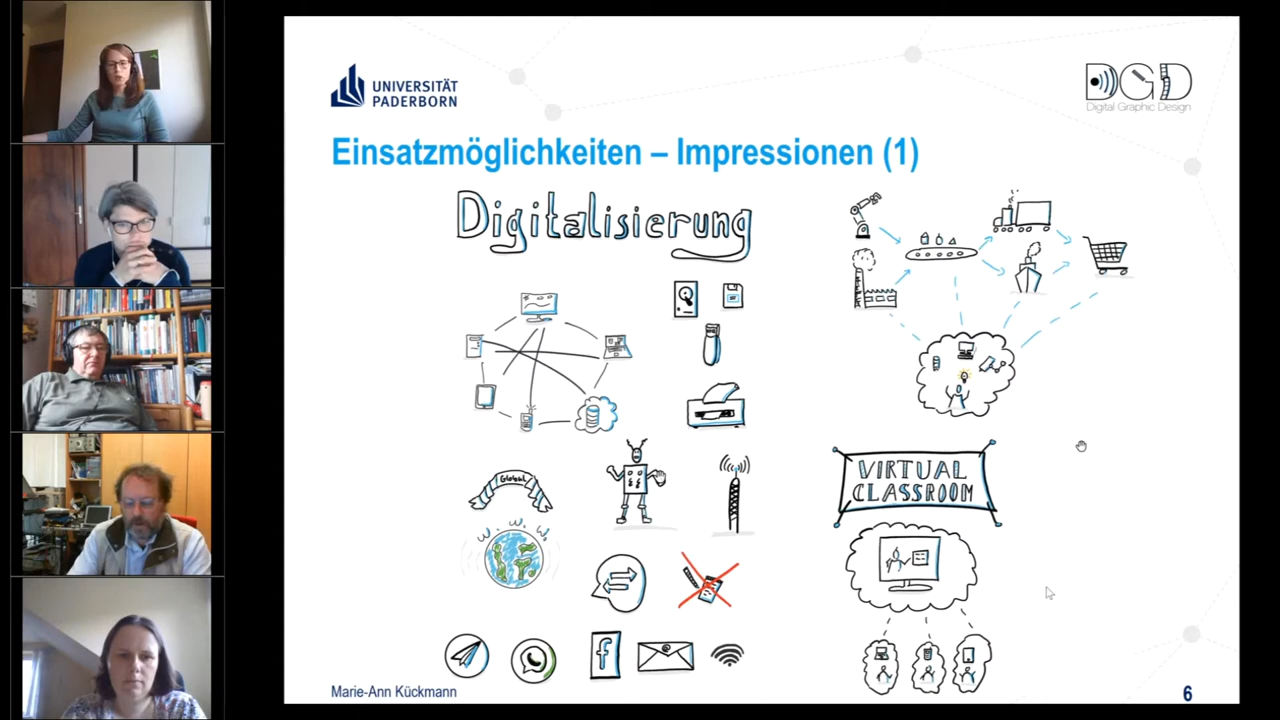 UNIVERSITÄT
PADERBORN
DGD
Digital Graphic Design
Einsatzmöglichkeiten – Impressionen (1)
Digitalisierung
Global
W. W. W.
VIRTUAL
CLASSROOM
f
@
Marie-Ann Kückmann
6